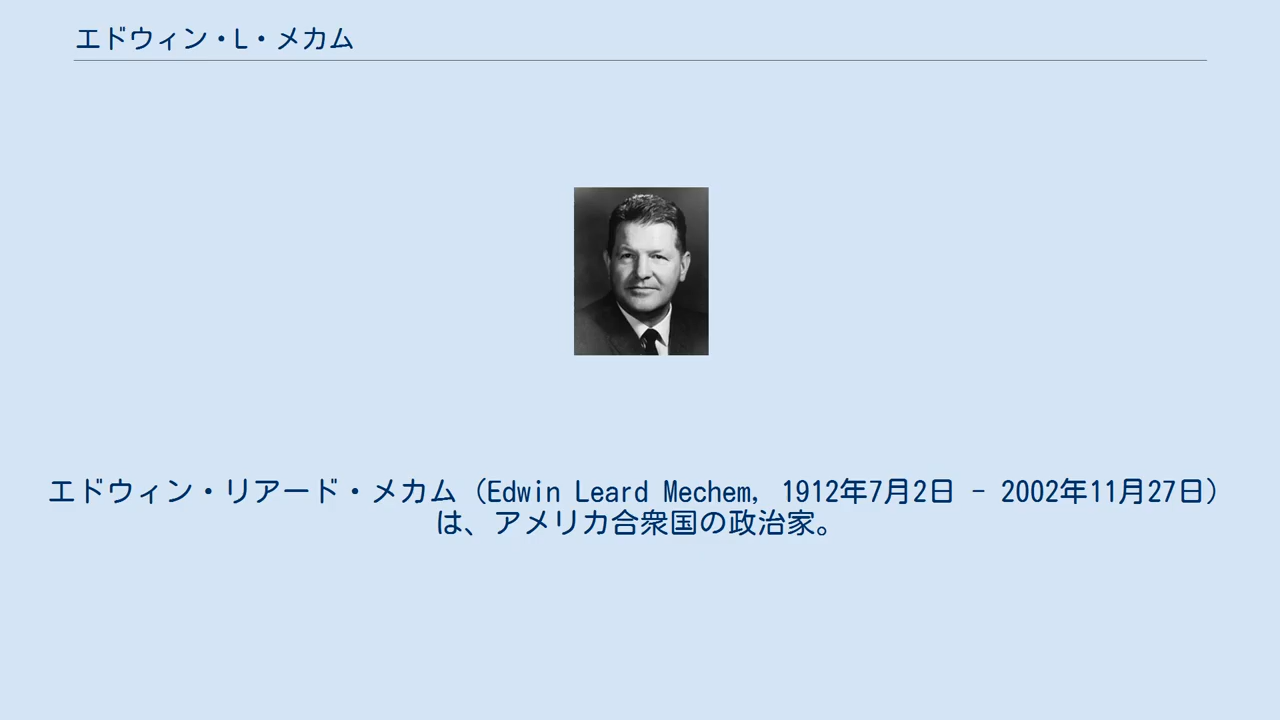 エドウィン・L・メカム
エドウィン・リアード・メカム（Edwin Leard Mechem, 1912年7月2日 - 2002年11月27日）
は、アメリカ合衆国の政治家。